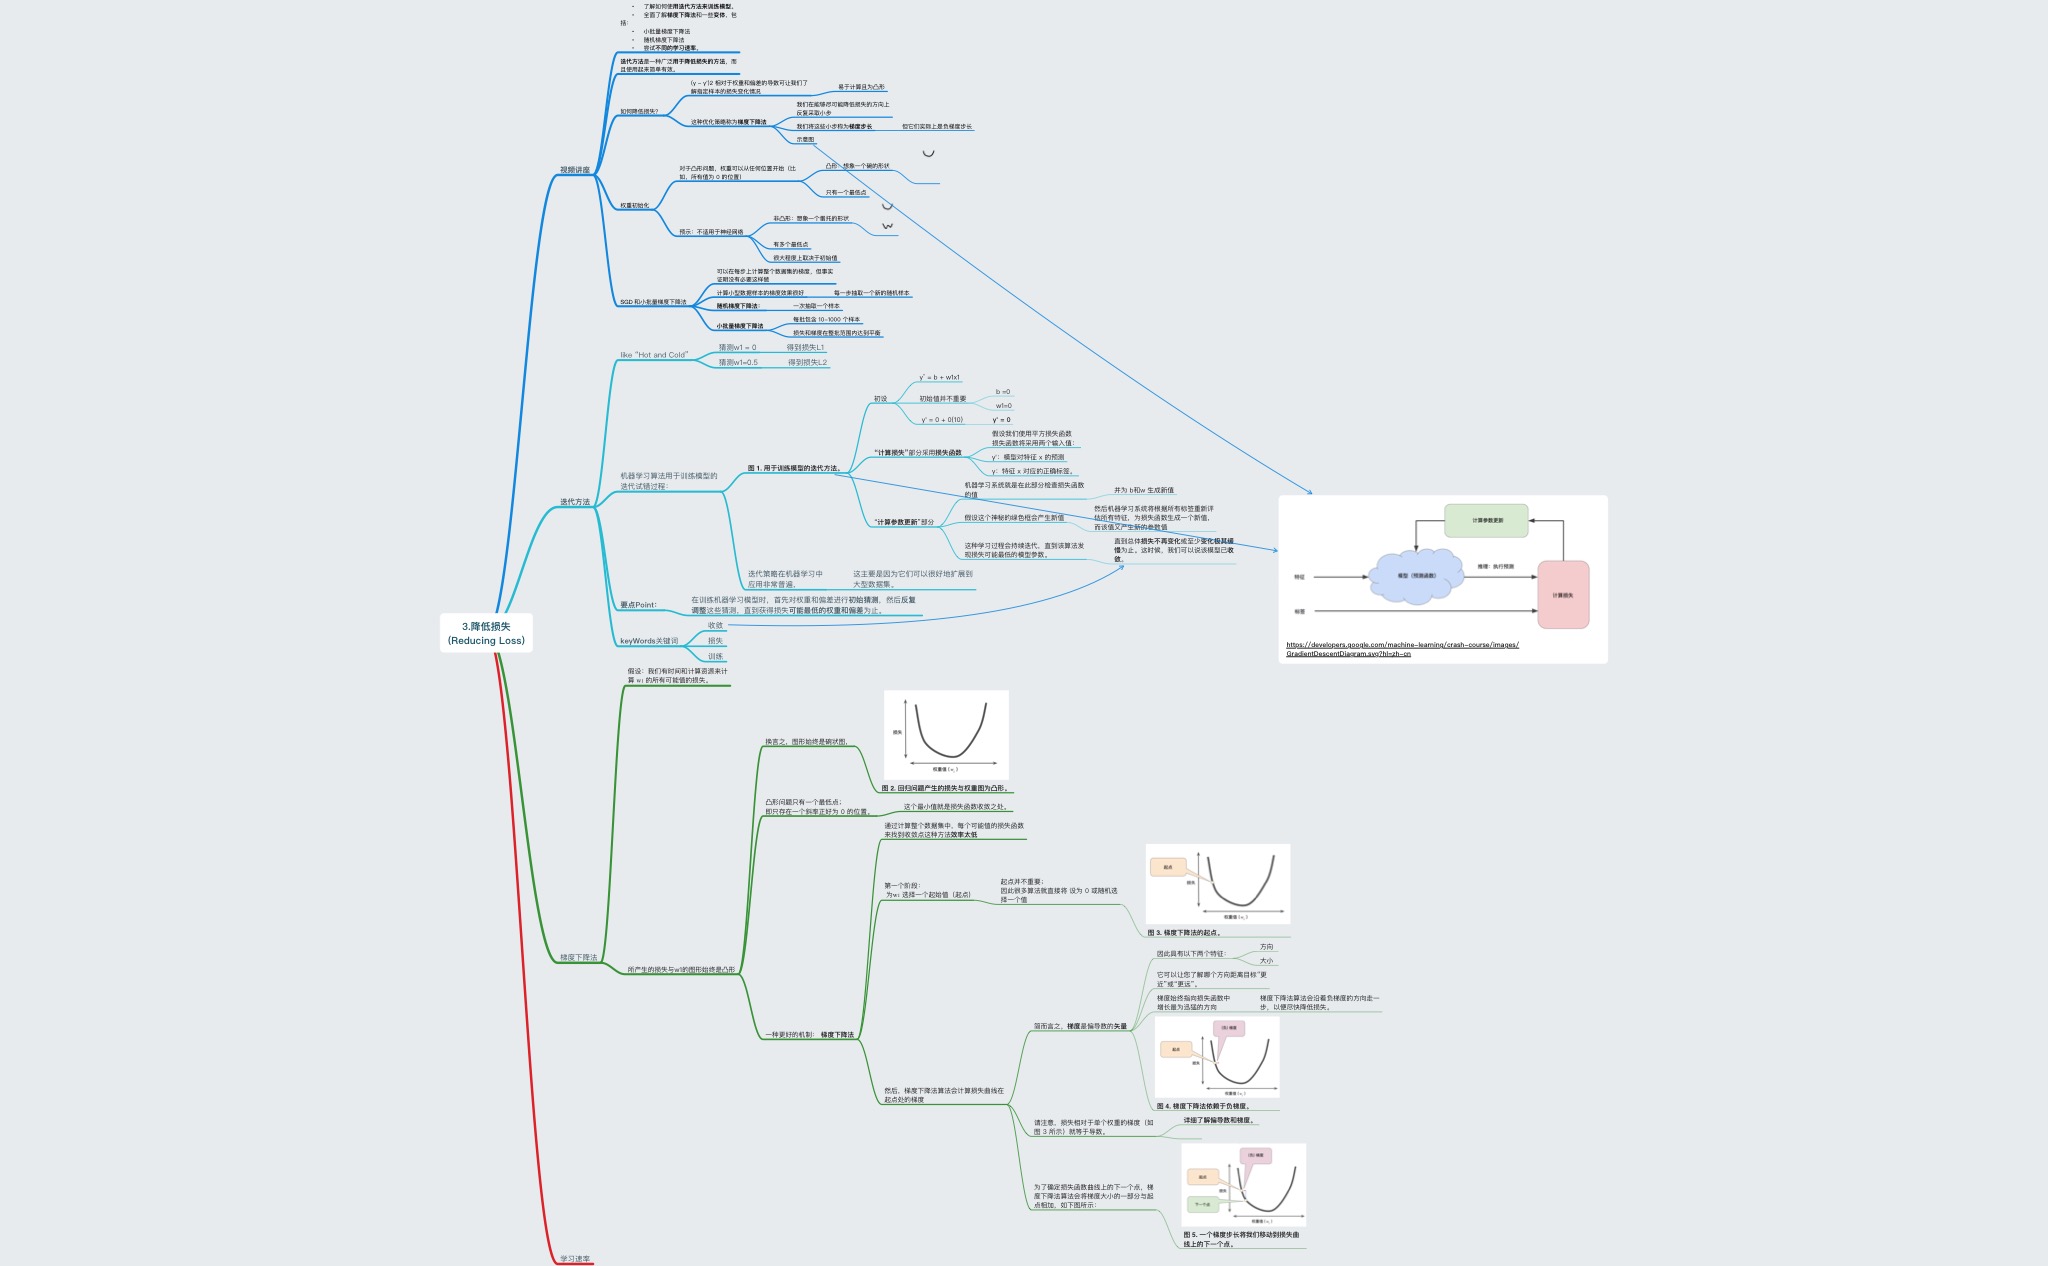 3.降低损失
(Reducing Loss)
视频讲座
• 了解如何使用迭代方法来训练模型。
• 全面了解梯度下降法和一些变体，包
括：
• 小批量梯度下降法
• 随机梯度下降法
• 尝试不同的学习速率。
迭代方法是一种广泛用于降低损失的方法，而
且使用起来简单有效。
如何降低损失？
(y - y')2 相对于权重和偏差的导数可让我们了
解指定样本的损失变化情况
易于计算且为凸形
这种优化策略称为梯度下降法
我们在能够尽可能降低损失的方向上
反复采取小步
我们将这些小步称为梯度步长
但它们实际上是负梯度步长
示意图
权重初始化
对于凸形问题，权重可以从任何位置开始（比
如，所有值为 0 的位置）
凸形：想象一个碗的形状
只有一个最低点
预示：不适用于神经网络
非凸形：想象一个蛋托的形状
有多个最低点
很大程度上取决于初始值
SGD 和小批量梯度下降法
可以在每步上计算整个数据集的梯度，但事实
证明没有必要这样做
计算小型数据样本的梯度效果很好
每一步抽取一个新的随机样本
随机梯度下降法：
一次抽取一个样本
小批量梯度下降法
每批包含 10-1000 个样本
损失和梯度在整批范围内达到平衡
迭代方法
like "Hot and Cold"
猜测w1 = 0
得到损失L1
猜测w1=0.5
得到损失L2
机器学习算法用于训练模型的
迭代试错过程：
图 1. 用于训练模型的迭代方法。
初设
y' = b + w1x1
初始值并不重要
b =0
w1=0
y' = 0 + 0(10)
y' = 0
“计算损失”部分采用损失函数
假设我们使用平方损失函数
损失函数将采用两个输入值：
y'：模型对特征 x 的预测
y：特征 x 对应的正确标签。
“计算参数更新”部分
机器学习系统就是在此部分检查损失函数
的值
并为 b和w 生成新值
假设这个神秘的绿色框会产生新值
然后机器学习系统将根据所有标签重新评
估所有特征，为损失函数生成一个新值，
而该值又产生新的参数值
这种学习过程会持续迭代，直到该算法发
现损失可能最低的模型参数。
直到总体损失不再变化或至少变化极其缓
慢为止。这时候，我们可以说该模型已收
敛。
迭代策略在机器学习中
应用非常普遍，
这主要是因为它们可以很好地扩展到
大型数据集。
要点Point：
在训练机器学习模型时，首先对权重和偏差进行初始猜测，然后反复
调整这些猜测，直到获得损失可能最低的权重和偏差为止。
keyWords关键词
收敛
损失
训练
计算参数更新
模型（预测函数）
推理：执行预测
计算损失
特征
标签
https://developers.google.com/machine-learning/crash-course/images/
GradientDescentDiagram.svg?hl=zh-cn
梯度下降法
假设：我们有时间和计算资源来计
算 w₁ 的所有可能值的损失。
所产生的损失与w1的图形始终是凸形
换言之，图形始终是碗状图，
损失
权重值 (w₁)
图 2. 回归问题产生的损失与权重图为凸形。
凸形问题只有一个最低点；
即只存在一个斜率正好为 0 的位置。
这个最小值就是损失函数收敛之处。
一种更好的机制： 梯度下降法
通过计算整个数据集中，每个可能值的损失函数
来找到收敛点这种方法效率太低
第一个阶段：
为w₁ 选择一个起始值（起点）
起点并不重要；
因此很多算法就直接将 设为 0 或随机选
择一个值
起点
损失
权重值 (w₁)
图 3. 梯度下降法的起点。
然后，梯度下降法算法会计算损失曲线在
起点处的梯度
简而言之，梯度是偏导数的矢量
因此具有以下两个特征：
方向
大小
它可以让您了解哪个方向距离目标“更
近”或“更远”。
梯度始终指向损失函数中
增长最为迅猛的方向
梯度下降法算法会沿着负梯度的方向走一
步，以便尽快降低损失。
(负) 梯度
起点
损失
权重值 (w₁)
图 4. 梯度下降法依赖于负梯度。
请注意，损失相对于单个权重的梯度（如
图 3 所示）就等于导数。
详细了解偏导数和梯度。
为了确定损失函数曲线上的下一个点，梯
度下降法算法会将梯度大小的一部分与起
点相加，如下图所示：
(负) 梯度
起点
损失
下一个点
权重值 (w₁)
图 5. 一个梯度步长将我们移动到损失曲
线上的下一个点。
学习速率